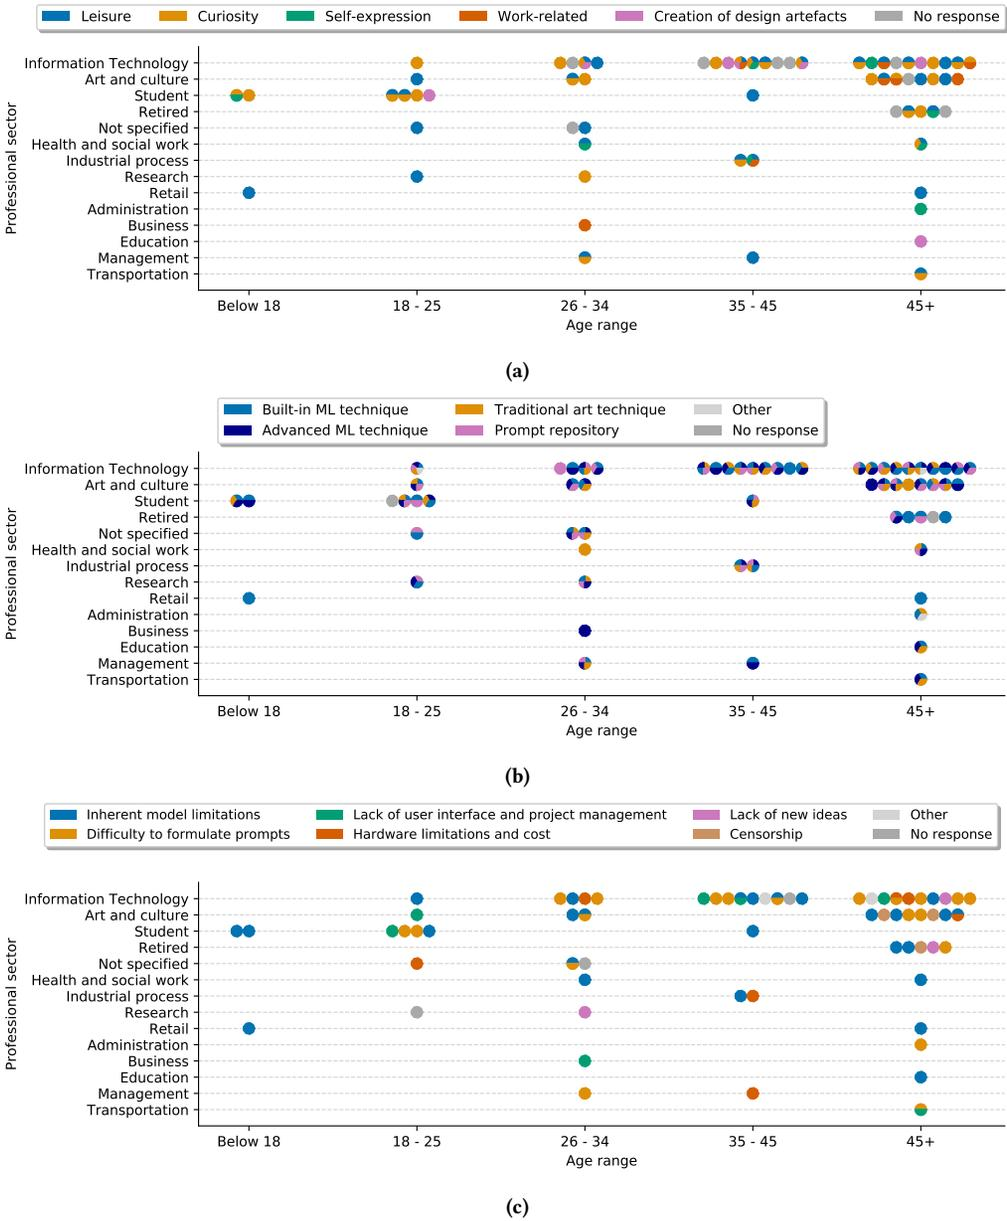 Leisure Curiosity Self-expression Work-related Creation of design artefacts No response
Professional sector
Information Technology
Art and culture
Student
Retired
Not specified
Health and social work
Industrial process
Research
Retail
Administration
Business
Education
Management
Transportation
Below 18 18 - 25 26 - 34 35 - 45 45+
Age range
(a)
Built-in ML technique Traditional art technique Other
Advanced ML technique Prompt repository No response
Professional sector
Information Technology
Art and culture
Student
Retired
Not specified
Health and social work
Industrial process
Research
Retail
Administration
Business
Education
Management
Transportation
Below 18 18 - 25 26 - 34 35 - 45 45+
Age range
(b)
Inherent model limitations Lack of user interface and project management Lack of new ideas Other
Difficulty to formulate prompts Hardware limitations and cost Censorship No response
Professional sector
Information Technology
Art and culture
Student
Retired
Not specified
Health and social work
Industrial process
Research
Retail
Administration
Business
Education
Management
Transportation
Below 18 18 - 25 26 - 34 35 - 45 45+
Age range
(c)